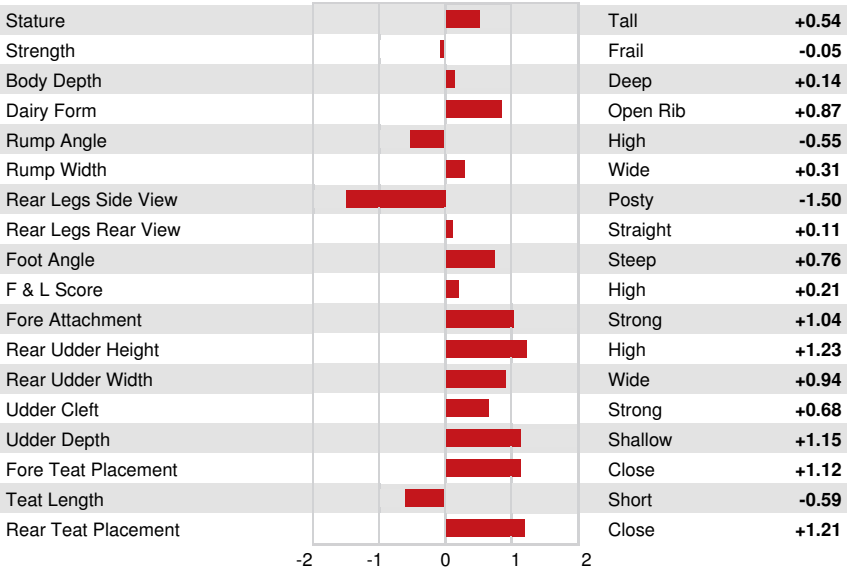 Stature Tall +0.54
Strength Frail -0.05
Body Depth Deep +0.14
Dairy Form Open Rib +0.87
Rump Angle High -0.55
Rump Width Wide +0.31
Rear Legs Side View Posty -1.50
Rear Legs Rear View Straight +0.11
Foot Angle Steep +0.76
F & L Score High +0.21
Fore Attachment Strong +1.04
Rear Udder Height High +1.23
Rear Udder Width Wide +0.94
Udder Cleft Strong +0.68
Udder Depth Shallow +1.15
Fore Teat Placement Close +1.12
Teat Length Short -0.59
Rear Teat Placement Close +1.21
-2 -1 0 1 2